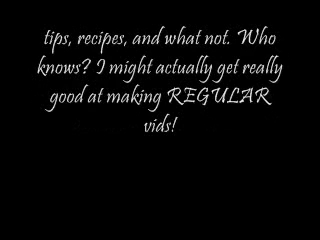 tips, recipes, and what not. Who
knows? I might actually get really
good at making REGULAR
vids!